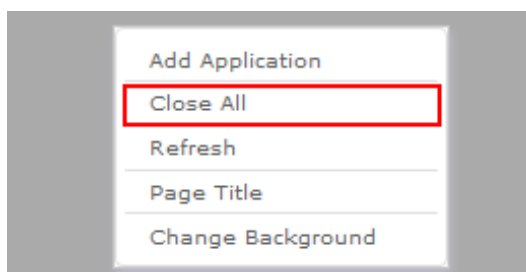 Add Application
Close All
Refresh
Page Title
Change Background